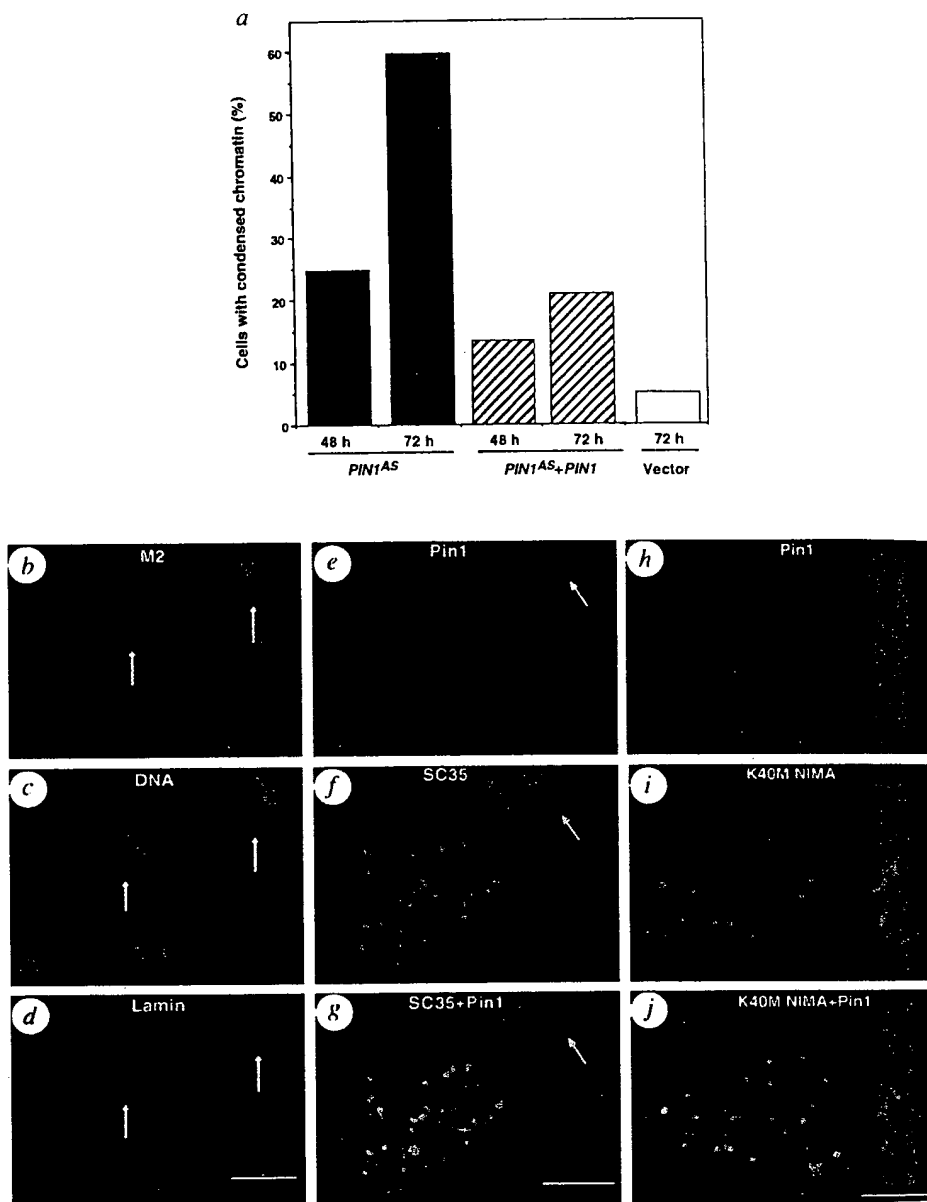 a
Cells with condensed chromatin (%)
60
50
40
30
20
10
0
48 h 72 h 48 h 72 h 72 h
PIN1AS PIN1AS+PIN1 Vector
b M2
e Pin1
h Pin1
c DNA
f SC35
i K40M NIMA
d Lamin
g SC35+Pin1
j K40M NIMA+Pin1